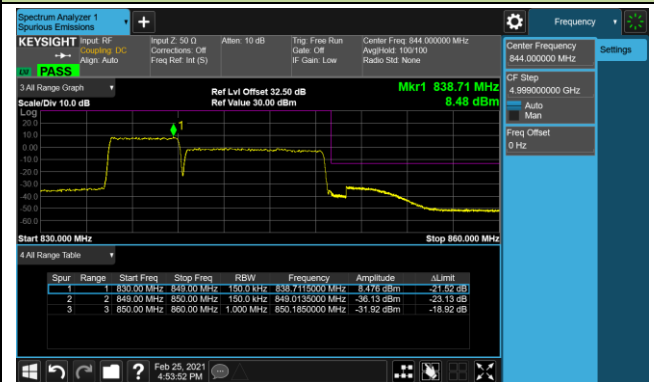 Spectrum Analyzer 1
Spurious Emissions
Frequency
KEYSIGHT
Input: RF
Coupling: DC
Align: Auto
Input Z: 50 Ω
Corrections: Off
Freq Ref: Int (S)
Atten: 10 dB
Trig: Free Run
Gate: Off
IF Gain: Low
Center Freq: 844.000000 MHz
Avg|Hold: 100/100
Radio Std: None
PASS
Center Frequency
844.000000 MHz
Settings
CF Step
4.999000000 GHz
Auto
Man
Freq Offset
0 Hz
3 All Range Graph
Scale/Div 10.0 dB
Ref Lvl Offset 32.50 dB
Ref Value 30.00 dBm
Mkr1 838.71 MHz
8.48 dBm
Log
20.0
10.0
0.00
-10.0
-20.0
-30.0
-40.0
-50.0
-60.0
1
Start 830.000 MHz
Stop 860.000 MHz
4 All Range Table
Spur Range Start Freq Stop Freq RBW Frequency Amplitude ΔLimit
1 1 830.00 MHz 849.00 MHz 150.0 kHz 838.7115000 MHz 8.476 dBm -21.52 dB
2 2 849.00 MHz 850.00 MHz 150.0 kHz 849.0135000 MHz -36.13 dBm -23.13 dB
3 3 850.00 MHz 860.00 MHz 1.000 MHz 850.1850000 MHz -31.92 dBm -18.92 dB
?
Feb 25, 2021
4:53:52 PM